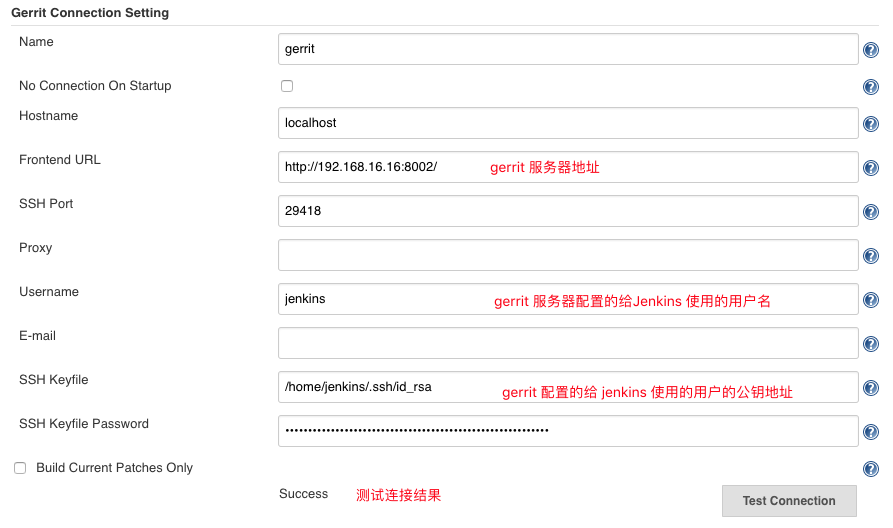 Gerrit Connection Setting
Name
gerrit
No Connection On Startup
Hostname
localhost
Frontend URL
http://192.168.16.16:8002/ gerrit 服务器地址
SSH Port
29418
Proxy
Username
jenkins gerrit 服务器配置的给Jenkins 使用的用户名
E-mail
SSH Keyfile
/home/jenkins/.ssh/id_rsa gerrit 配置的给 jenkins 使用的用户的公钥地址
SSH Keyfile Password
Build Current Patches Only
Success 测试连接结果
Test Connection